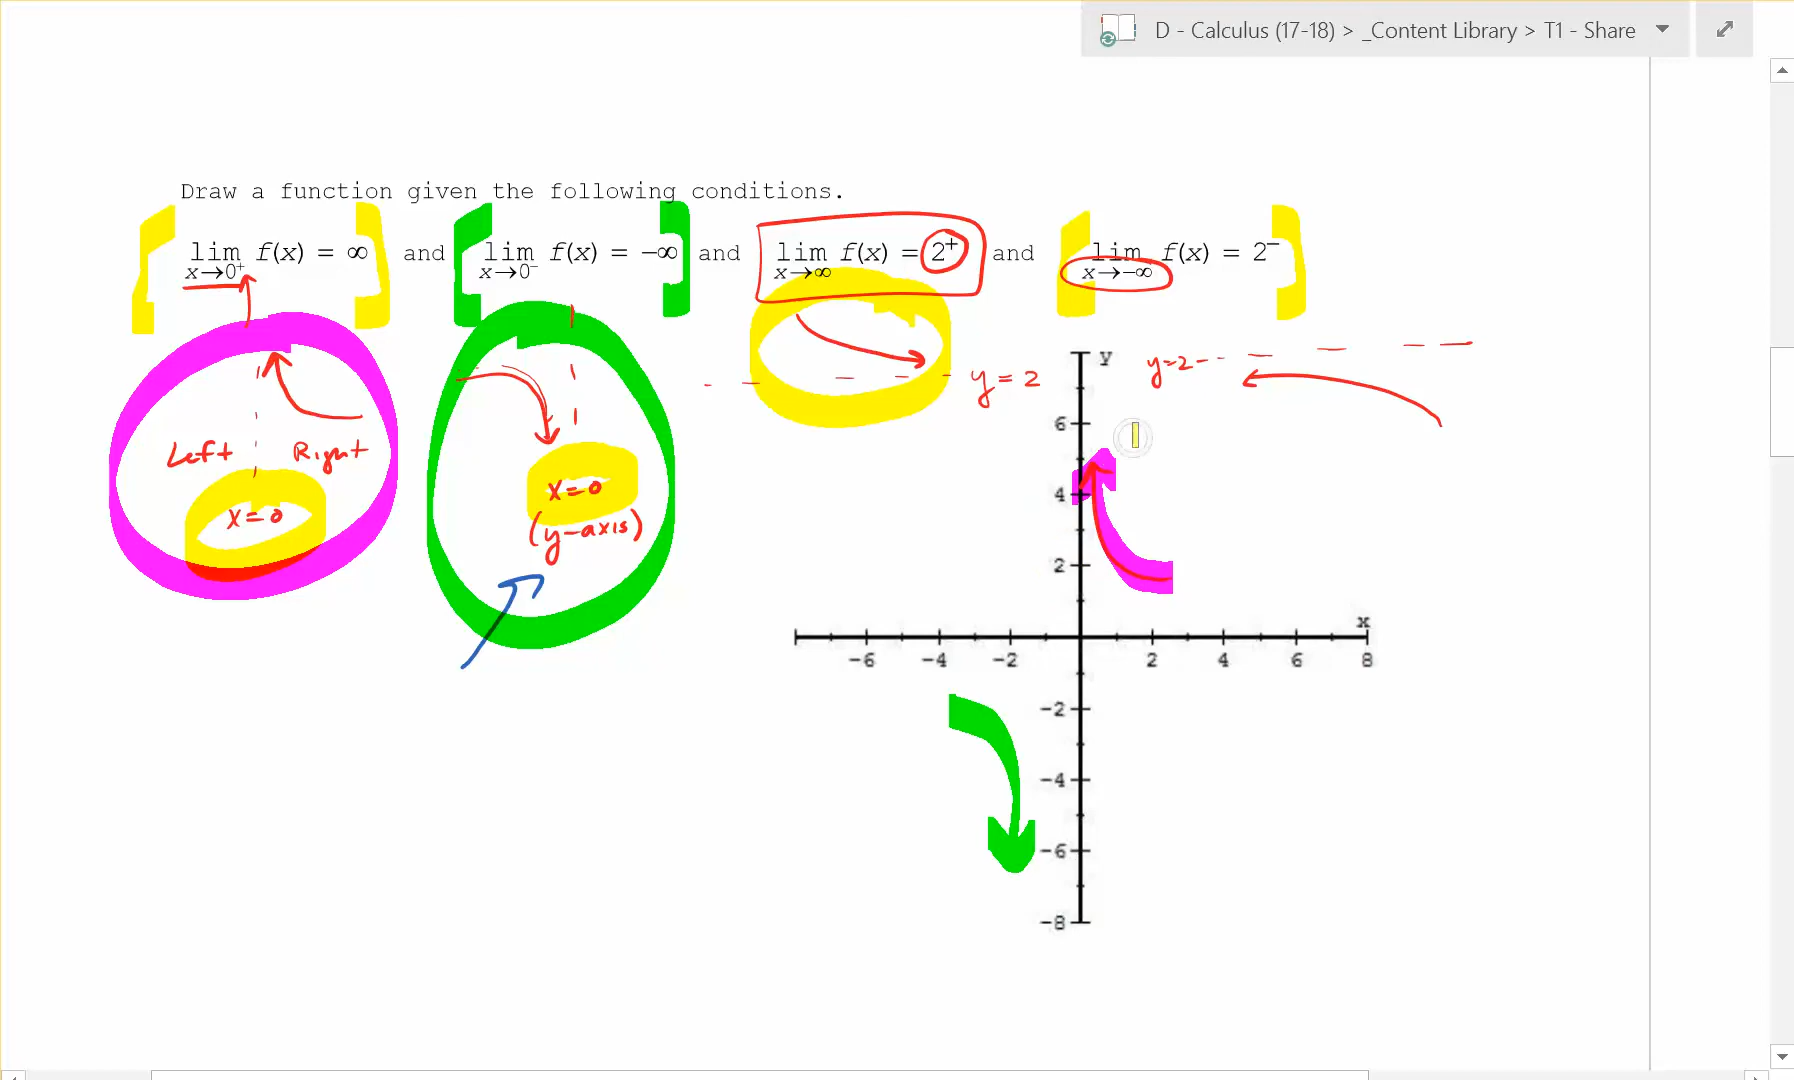 D - Calculus (17-18) > _Content Library > T1 - Share
Draw a function given the following conditions.
lim x→0⁺ f(x) = ∞ and lim x→0⁻ f(x) = -∞ and lim x→∞ f(x) = 2⁺ and lim x→-∞ f(x) = 2⁻
y = 2
y=2
Left Right
x=0
x=0
(y-axis)
y
x
6
4
2
-6 -4 -2 2 4 6 8
-2
-4
-6
-8